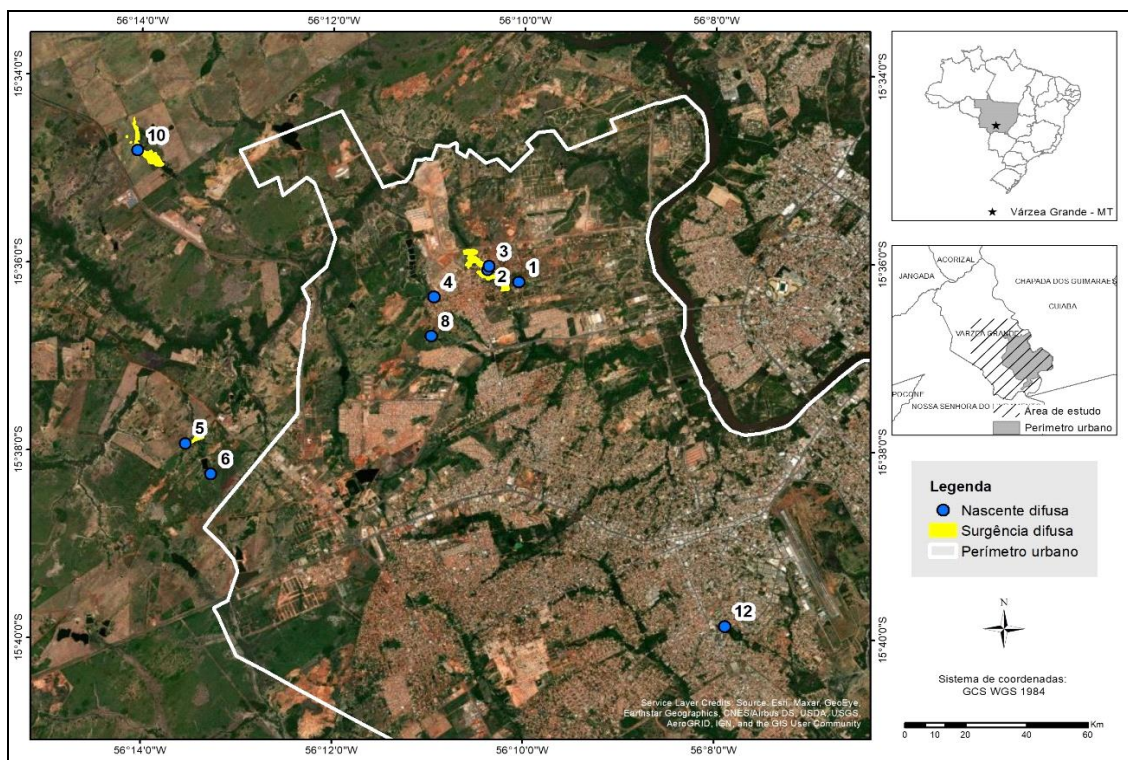 56°14'0"W 56°12'0"W 56°10'0"W 56°8'0"W
15°34'0"S
15°36'0"S
15°38'0"S
15°40'0"S
10
3
2
1
4
8
5
6
12
Service Layer Credits: Source: Esri, Maxar, GeoEye,
Earthstar Geographics, CNES/Airbus DS, USDA, USGS,
AeroGRID, IGN, and the GIS User Community
15°34'0"S
15°36'0"S
15°38'0"S
15°40'0"S
56°14'0"W 56°12'0"W 56°10'0"W 56°8'0"W
Várzea Grande - MT
ACORIZAL
JANGADA
CHAPADA DOS GUIMARAES
CUIABA
VARZEA GRANDE
POCONE
NOSSA SENHORA DO
Área de estudo
Perímetro urbano
Legenda
Nascente difusa
Surgência difusa
Perímetro urbano
N
Sistema de coordenadas:
GCS WGS 1984
Km
0 10 20 40 60